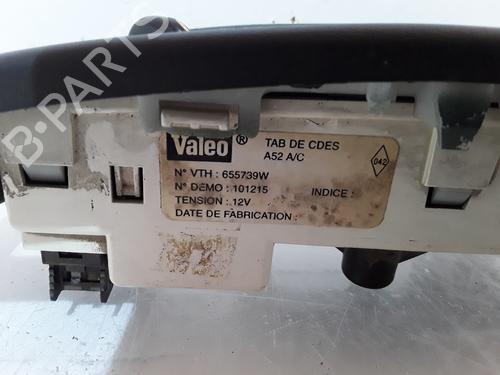 Valeo® TAB DE CDES
A52 A/C
042
N° VTH : 655739W
N° DEMO : 101215 INDICE :
TENSION : 12V
DATE DE FABRICATION :
B-PARTS